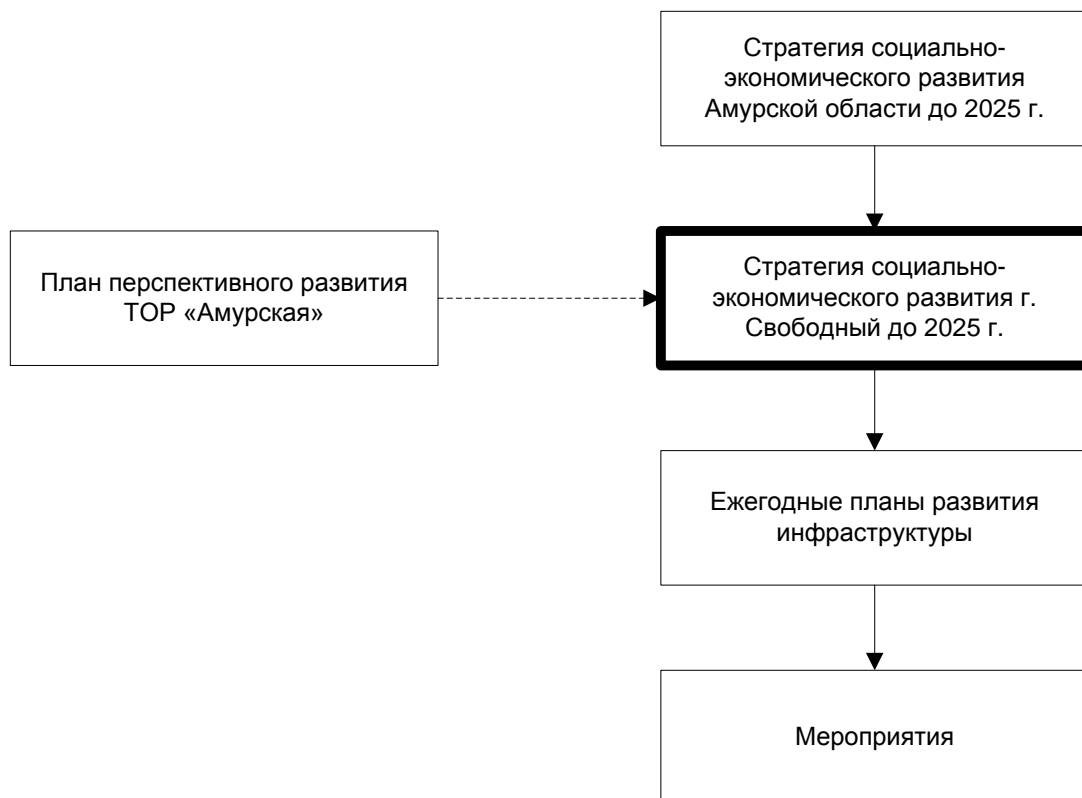 Стратегия социально-
экономического развития
Амурской области до 2025 г.
План перспективного развития
ТОР «Амурская»
Стратегия социально-
экономического развития г.
Свободный до 2025 г.
Ежегодные планы развития
инфраструктуры
Мероприятия